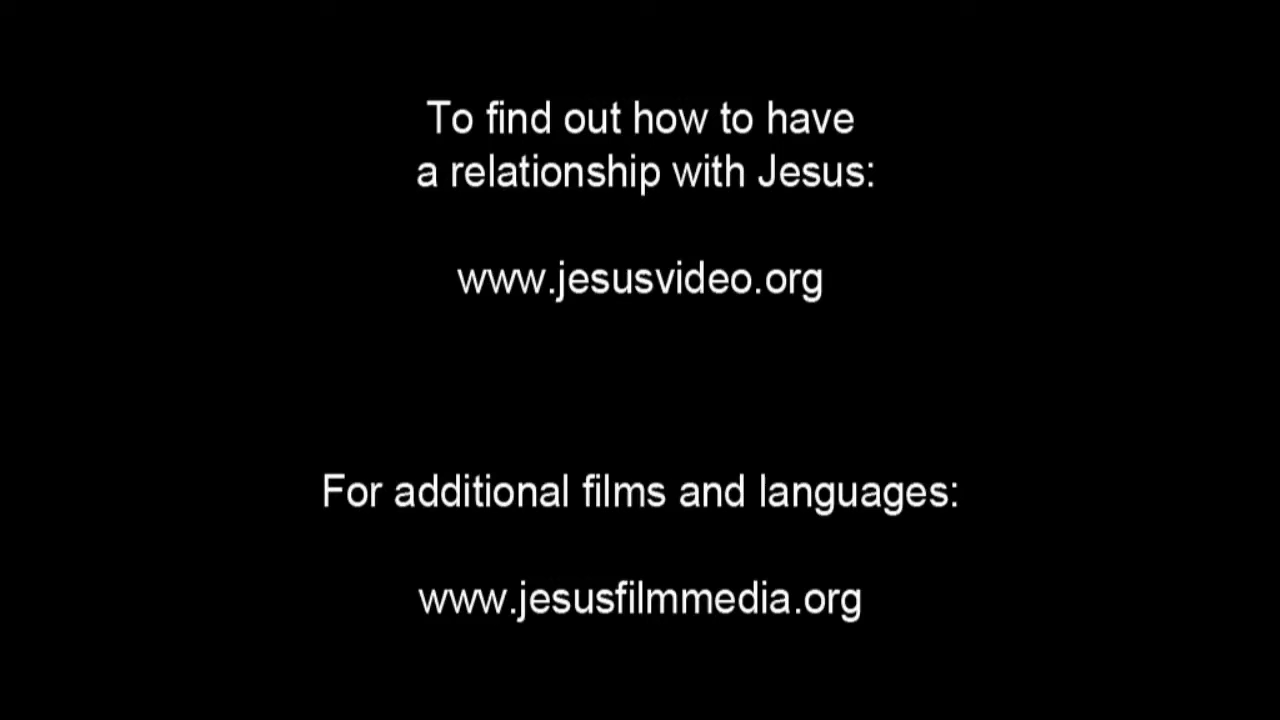 To find out how to have
a relationship with Jesus:
www.jesusvideo.org
For additional films and languages:
www.jesusfilmmedia.org